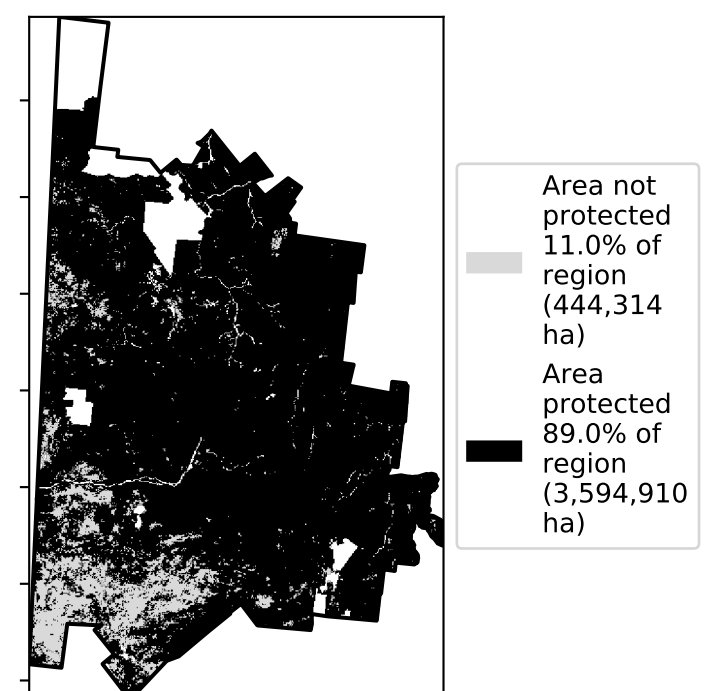 Area not
protected
11.0% of
region
(444,314
ha)
Area
protected
89.0% of
region
(3,594,910
ha)